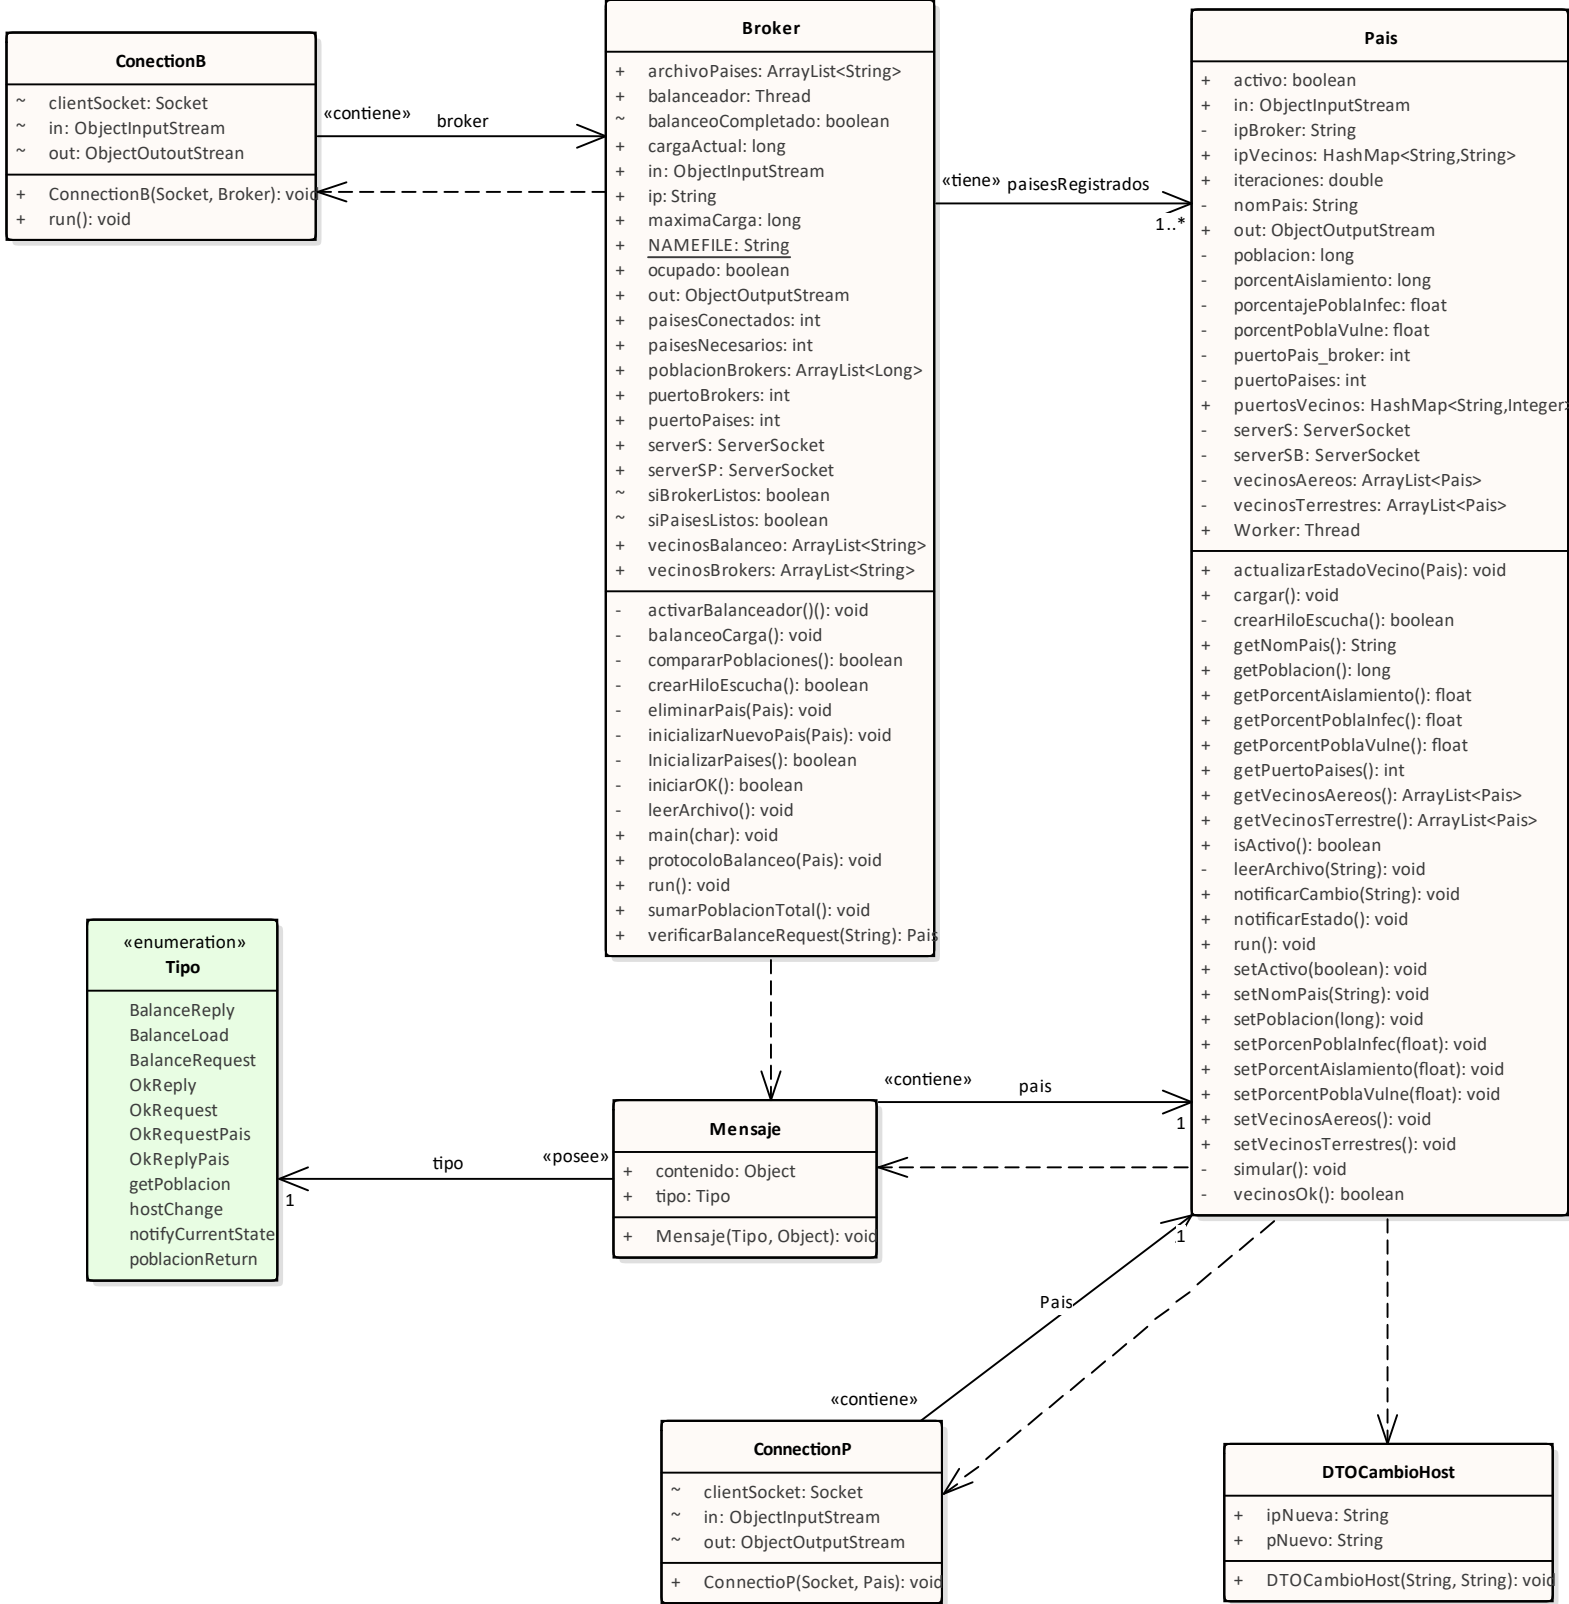 ConectionB
~ clientSocket: Socket
~ in: ObjectInputStream
~ out: ObjectOutoutStrean
+ ConnectionB(Socket, Broker): void
+ run(): void
«contiene» broker
Broker
+ archivoPaises: ArrayList<String>
+ balanceador: Thread
~ balanceoCompletado: boolean
+ cargaActual: long
+ in: ObjectInputStream
+ ip: String
+ maximaCarga: long
+ NAMEFILE: String
+ ocupado: boolean
+ out: ObjectOutputStream
+ paisesConectados: int
+ paisesNecesarios: int
+ poblacionBrokers: ArrayList<Long>
+ puertoBrokers: int
+ puertoPaises: int
+ serverS: ServerSocket
+ serverSP: ServerSocket
~ siBrokerListos: boolean
~ siPaisesListos: boolean
+ vecinosBalanceo: ArrayList<String>
+ vecinosBrokers: ArrayList<String>
- activarBalanceador()(): void
- balanceoCarga(): void
- compararPoblaciones(): boolean
- crearHiloEscucha(): boolean
- eliminarPais(Pais): void
- inicializarNuevoPais(Pais): void
- InicializarPaises(): boolean
- iniciarOK(): boolean
- leerArchivo(): void
+ main(char): void
+ protocoloBalanceo(Pais): void
+ run(): void
+ sumarPoblacionTotal(): void
+ verificarBalanceRequest(String): Pais
«tiene» paisesRegistrados
1..*
Pais
+ activo: boolean
+ in: ObjectInputStream
- ipBroker: String
+ ipVecinos: HashMap<String,String>
+ iteraciones: double
- nomPais: String
+ out: ObjectOutputStream
- poblacion: long
- porcentAislamiento: long
- porcentajePoblaInfec: float
- porcentPoblaVulne: float
- puertoPais_broker: int
- puertoPaises: int
+ puertosVecinos: HashMap<String,Integer>
- serverS: ServerSocket
- serverSB: ServerSocket
- vecinosAereos: ArrayList<Pais>
- vecinosTerrestres: ArrayList<Pais>
+ Worker: Thread
+ actualizarEstadoVecino(Pais): void
+ cargar(): void
- crearHiloEscucha(): boolean
+ getNomPais(): String
+ getPoblacion(): long
+ getPorcentAislamiento(): float
+ getPorcentPoblaInfec(): float
+ getPorcentPoblaVulne(): float
+ getPuertoPaises(): int
+ getVecinosAereos(): ArrayList<Pais>
+ getVecinosTerrestre(): ArrayList<Pais>
+ isActivo(): boolean
- leerArchivo(String): void
+ notificarCambio(String): void
+ notificarEstado(): void
+ run(): void
+ setActivo(boolean): void
+ setNomPais(String): void
+ setPoblacion(long): void
+ setPorcenPoblaInfec(float): void
+ setPorcentAislamiento(float): void
+ setPorcentPoblaVulne(float): void
+ setVecinosAereos(): void
+ setVecinosTerrestres(): void
- simular(): void
- vecinosOk(): boolean
«enumeration»
Tipo
BalanceReply
BalanceLoad
BalanceRequest
OkReply
OkRequest
OkRequestPais
OkReplyPais
getPoblacion
hostChange
notifyCurrentState
poblacionReturn
tipo «posee»
1
Mensaje
+ contenido: Object
+ tipo: Tipo
+ Mensaje(Tipo, Object): void
«contiene» pais
1
1
Pais
«contiene»
ConnectionP
~ clientSocket: Socket
~ in: ObjectInputStream
~ out: ObjectOutputStream
+ ConnectioP(Socket, Pais): void
DTOCambioHost
+ ipNueva: String
+ pNuevo: String
+ DTOCambioHost(String, String): void